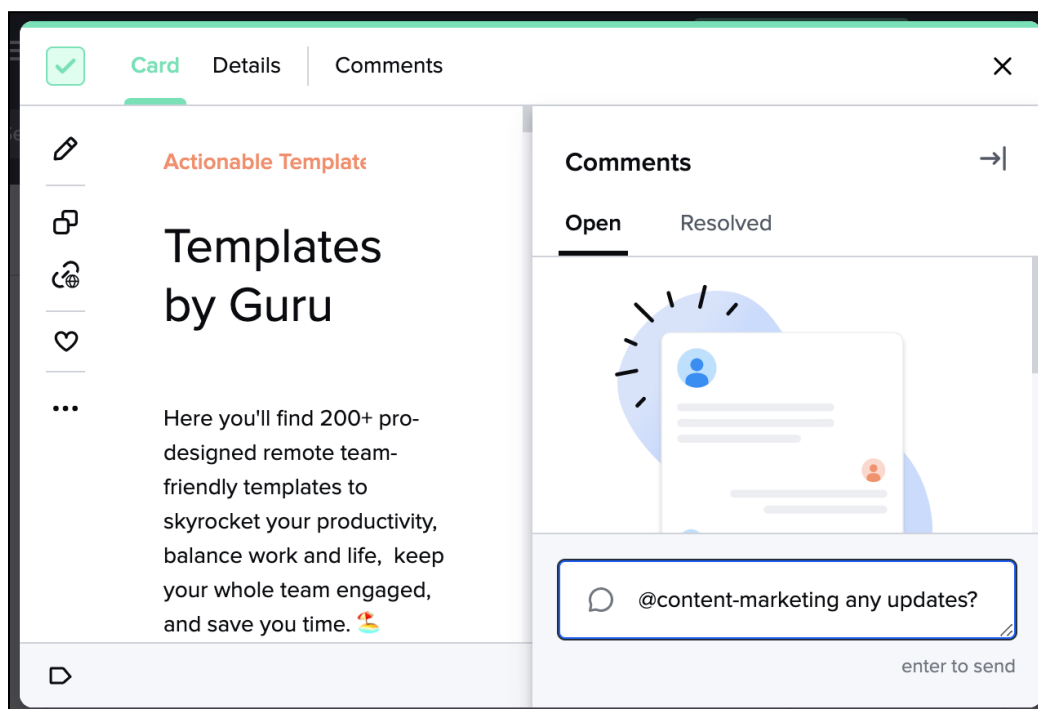 Card Details Comments
Actionable Template
Templates
by Guru
Here you'll find 200+ pro-
designed remote team-
friendly templates to
skyrocket your productivity,
balance work and life, keep
your whole team engaged,
and save you time. 🏖️
Comments
Open Resolved
@content-marketing any updates?
enter to send